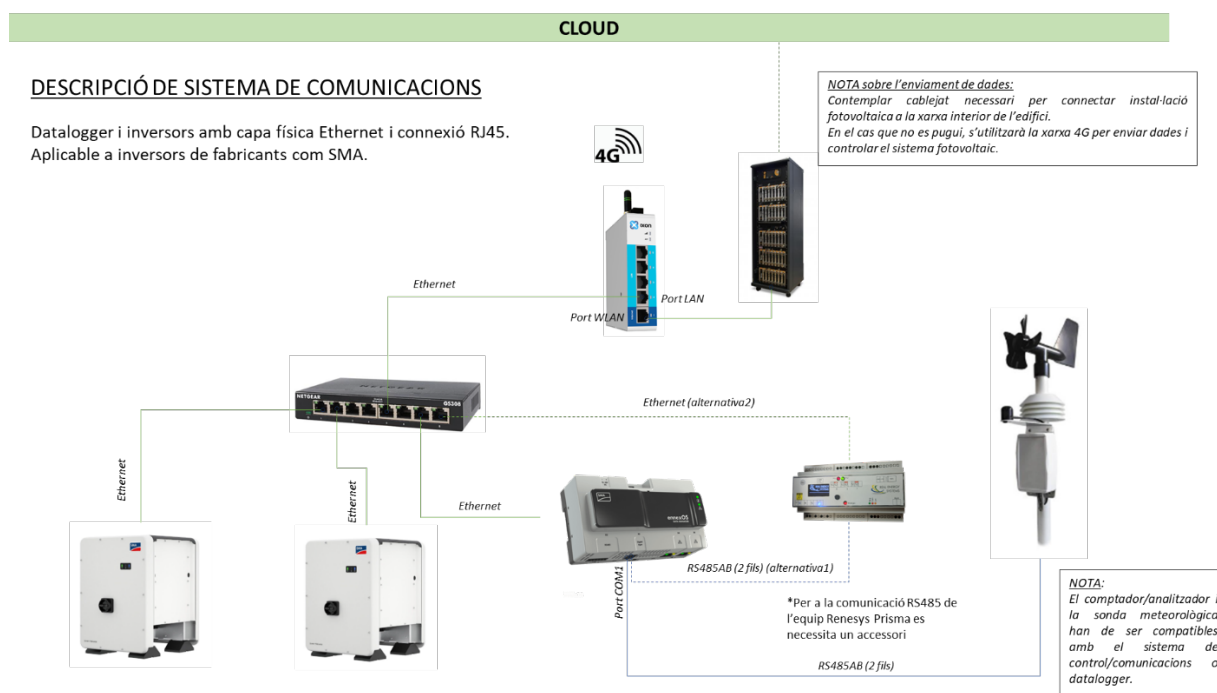 CLOUD
DESCRIPCIÓ DE SISTEMA DE COMUNICACIONS
Datalogger i inversors amb capa física Ethernet i connexió RJ45.
Aplicable a inversors de fabricants com SMA.
NOTA sobre l'enviament de dades:
Contemplar cablejat necessari per connectar instal·lació
fotovoltaica a la xarxa interior de l'edifici.
En el cas que no es pugui, s'utilitzarà la xarxa 4G per enviar dades i
controlar el sistema fotovoltaic.
4G
Ethernet
Port LAN
Port WLAN
NETGEAR
GS308
Ethernet (alternativa2)
Ethernet
Ethernet
Ethernet
ennexOS
RS485AB (2 fils) (alternativa1)
Port COM1
*Per a la comunicació RS485 de
l'equip Renesys Prisma es
necessita un accessori
RS485AB (2 fils)
NOTA:
El comptador/analitzador i
la sonda meteorològica
han de ser compatibles
amb el sistema de
control/comunicacions o
datalogger.